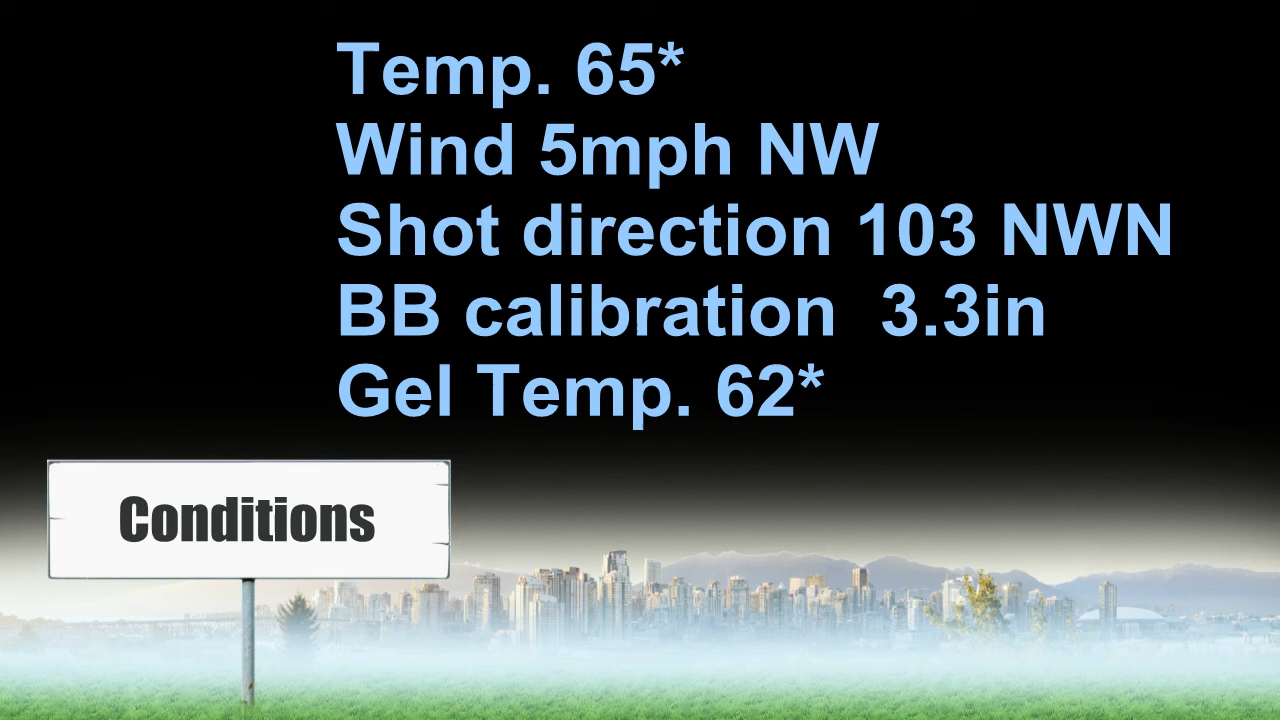 Temp. 65*
Wind 5mph NW
Shot direction 103 NWN
BB calibration  3.3in
Gel Temp. 62*
Conditions